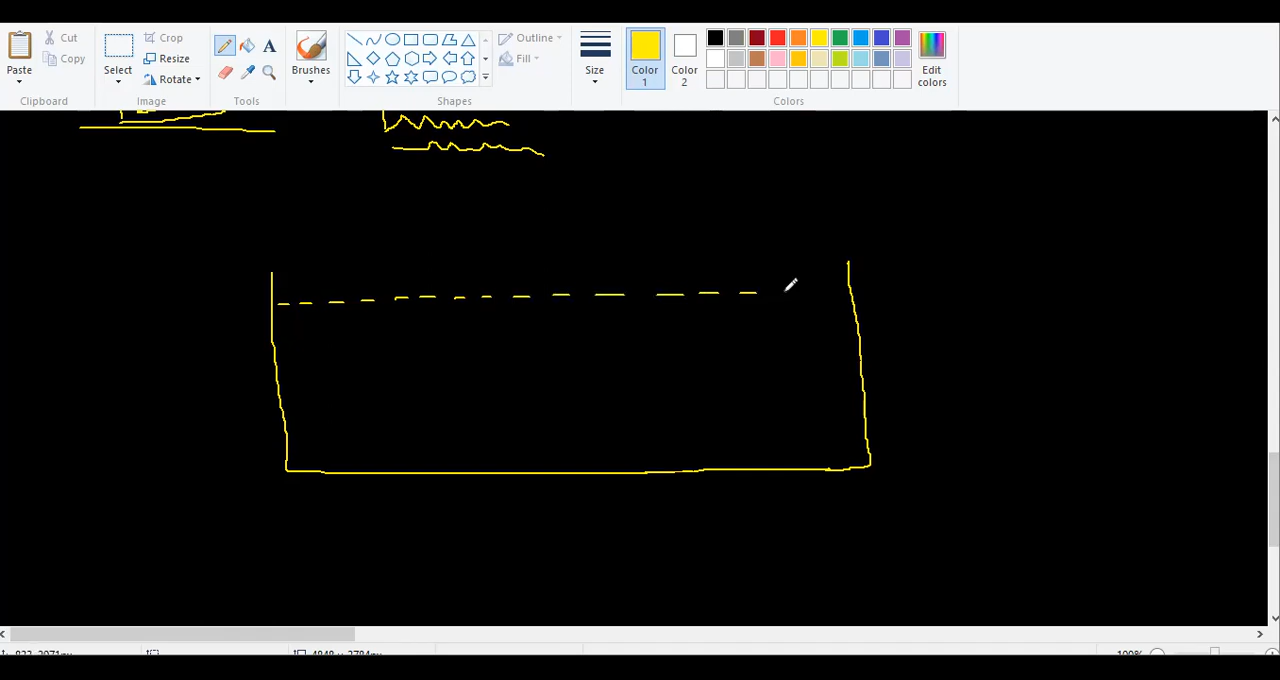 Paste
Cut
Copy
Clipboard
Select
Crop
Resize
Rotate
Image
A
Tools
Brushes
Outline
Fill
Shapes
Size
Color
1
Color
2
Edit
colors
Colors